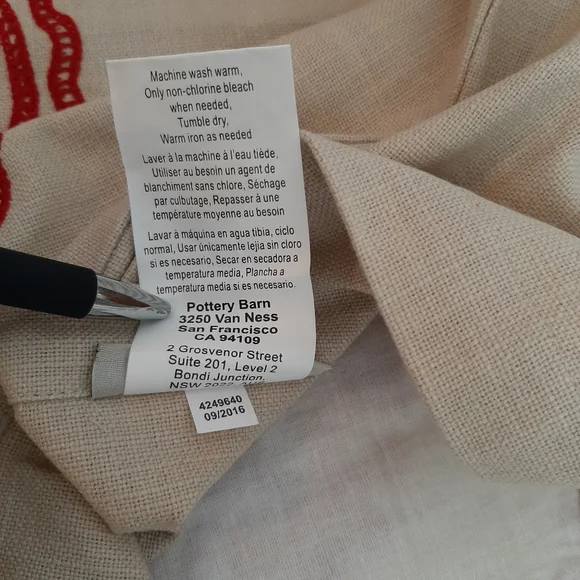 Machine wash warm,
Only non-chlorine bleach
when needed,
Tumble dry,
Warm iron as needed
Laver à la machine à l'eau tiède,
Utiliser au besoin un agent de
blanchiment sans chlore, Séchage
par culbutage, Repasser à une
température moyenne au besoin
Lavar à máquina en agua tibia, ciclo
normal, Usar únicamente lejia sin cloro
si es necesario, Secar en secadora a
temperatura media, Plancha a
temperatura media si es necesario.
Pottery Barn
3250 Van Ness
San Francisco
CA 94109
2 Grosvenor Street
Suite 201, Level 2
Bondi Junction,
NSW 2022,
4249640
09/2016